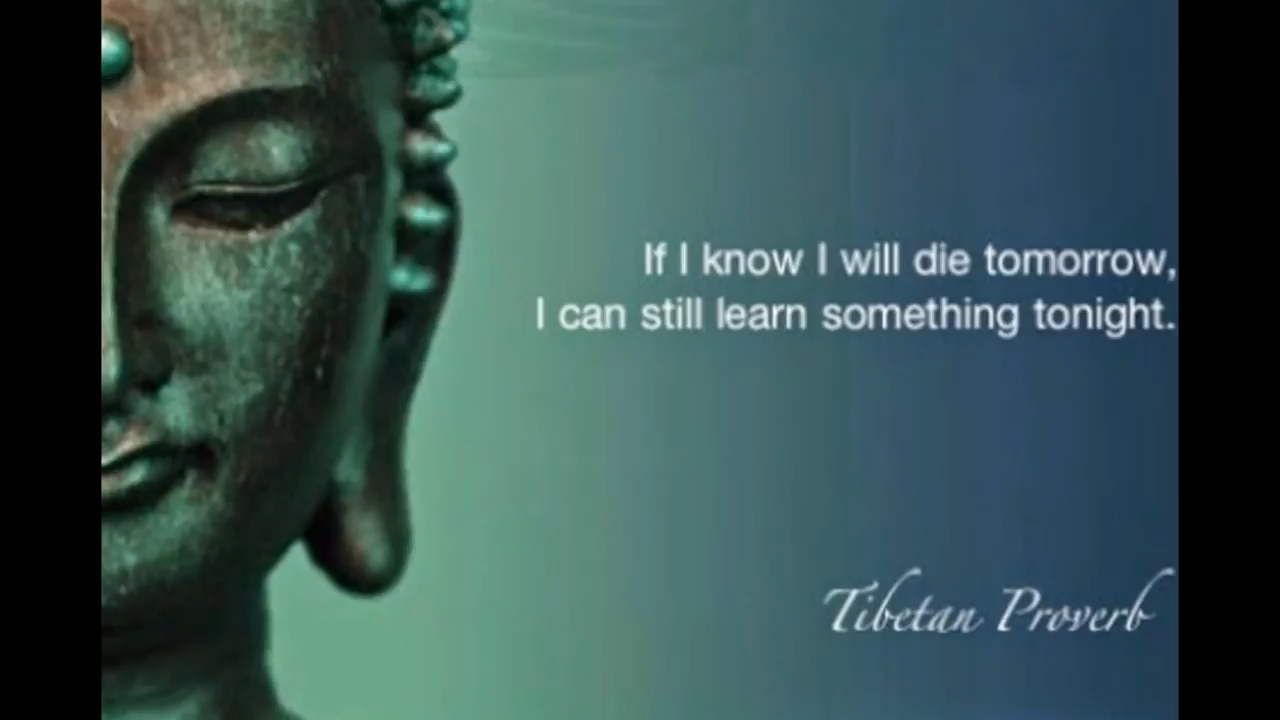 If I know I will die tomorrow,
I can still learn something tonight.
Tibetan Proverb